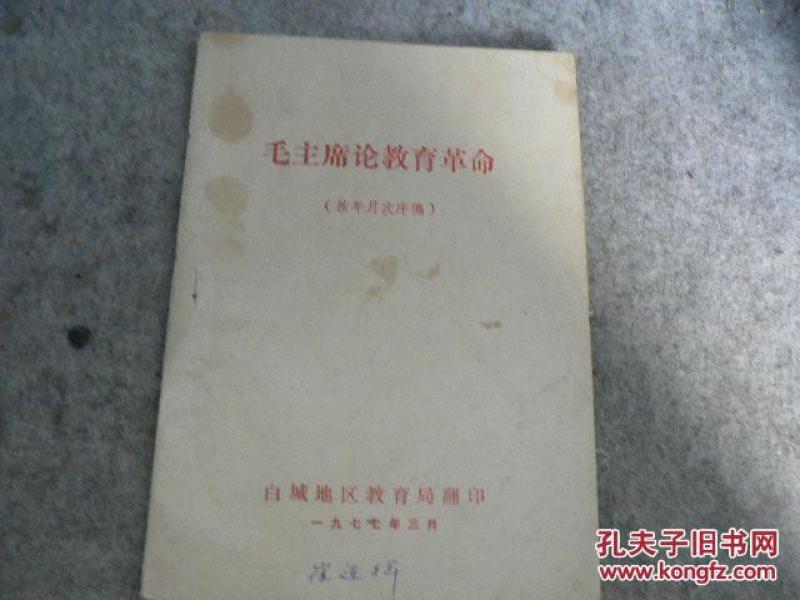 毛主席论教育革命
（按年月次序编）
白城地区教育局翻印
一九七七年三月
孔夫子旧书网
www.kongfz.com